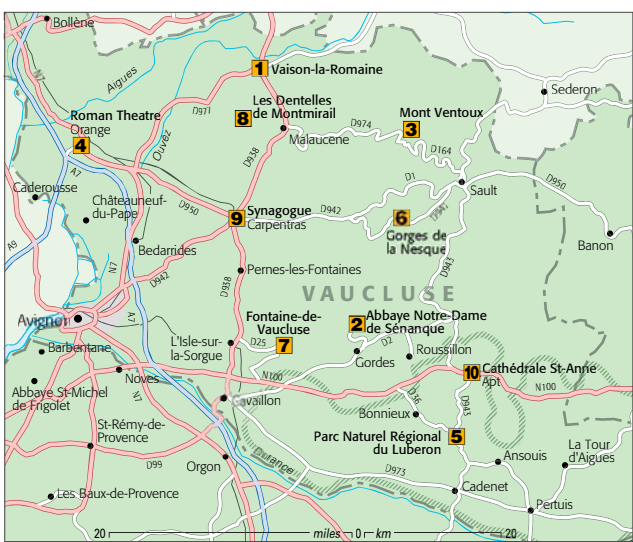 Bollène
N7
Aigues
1
Vaison-la-Romaine
Sederon
D971
Les Dentelles
de Montmirail
8
Mont Ventoux
3
Roman Theatre
Orange
4
Ouvez
Malaucène
D974
D164
D938
A7
Caderousse
Châteauneuf-
du-Pape
D950
9
Synagogue
Carpentras
D942
D1
Sault
D950
D942
6
Gorges de
la Nesque
Banon
A9
N7
Bedarrides
D942
D943
D938
Pernes-les-Fontaines
VAUCLUSE
Avignon
A7
Fontaine-de-
Vaucluse
7
2
Abbaye Notre-Dame
de Sénanque
L'Isle-sur-
la-Sorgue
D25
D2
Roussillon
Gordes
Barbentane
10
Cathédrale St-Anne
Apt
Noves
N100
N100
Abbaye St-Michel
de Frigolet
N7
Cavaillon
D36
D943
Bonnieux
St-Rémy-de-
Provence
Parc Naturel Régional
du Luberon
5
La Tour
d'Aigues
D99
Orgon
Durance
D973
Ansouis
Cadenet
Les Baux-de-Provence
Pertuis
20 miles 0 km 20